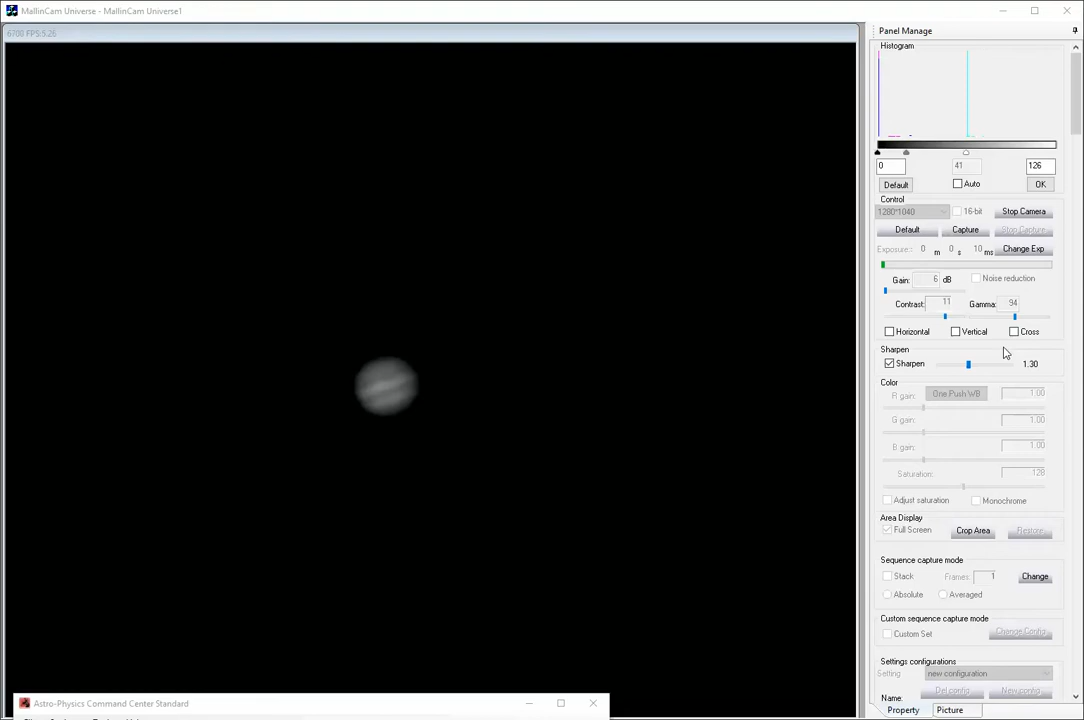 MallinCam Universe - MallinCam Universe1
6700 FPS:5.26
Panel Manage
Histogram
0 41 126
Default Auto OK
Control
1280*1040 16-bit Stop Camera
Default Capture Stop Capture
Exposure: 0 m 0 s 10 ms Change Exp
Gain: 6 dB Noise reduction
Contrast: 11 Gamma: 94
Horizontal Vertical Cross
Sharpen
Sharpen 1.30
Color
R gain: One Push WB 1.00
G gain: 1.00
B gain: 1.00
Saturation: 128
Adjust saturation Monochrome
Area Display
Full Screen Crop Area Restore
Sequence capture mode
Stack Frames: 1 Change
Absolute Averaged
Custom sequence capture mode
Custom Set Change Config
Settings configurations
Setting new configuration
Name: Del config New config
Property Picture
Astro-Physics Command Center Standard